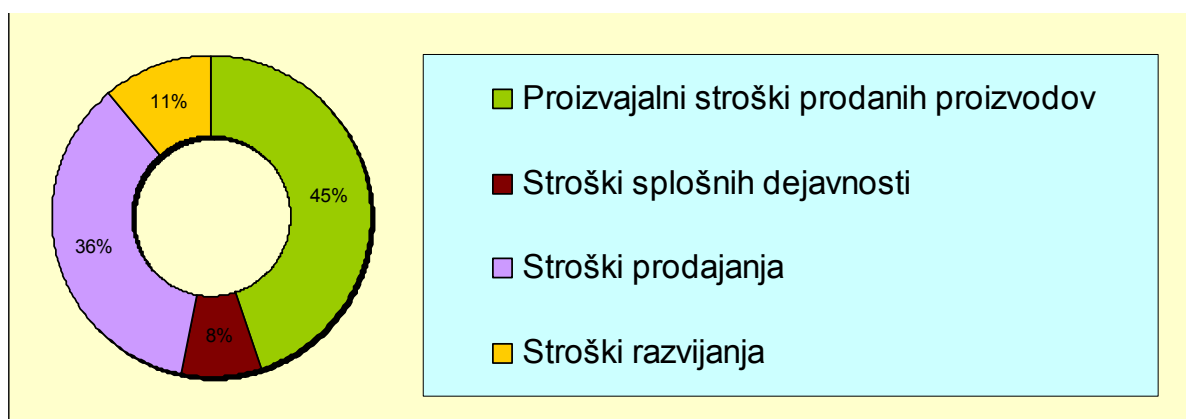 11%
45%
36%
8%
Proizvajalni stroški prodanih proizvodov
Stroški splošnih dejavnosti
Stroški prodajanja
Stroški razvijanja